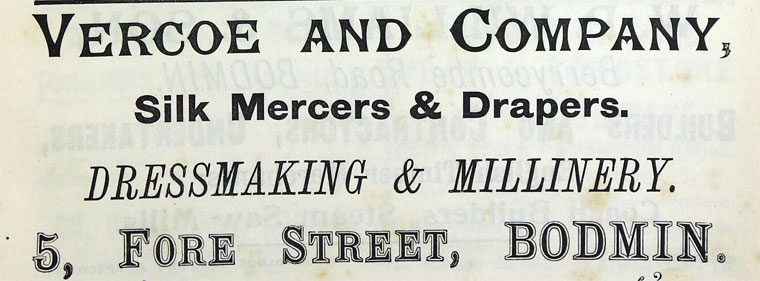 VERCOE AND COMPANY,
Silk Mercers & Drapers.
DRESSMAKING & MILLINERY.
5, FORE STREET, BODMIN.